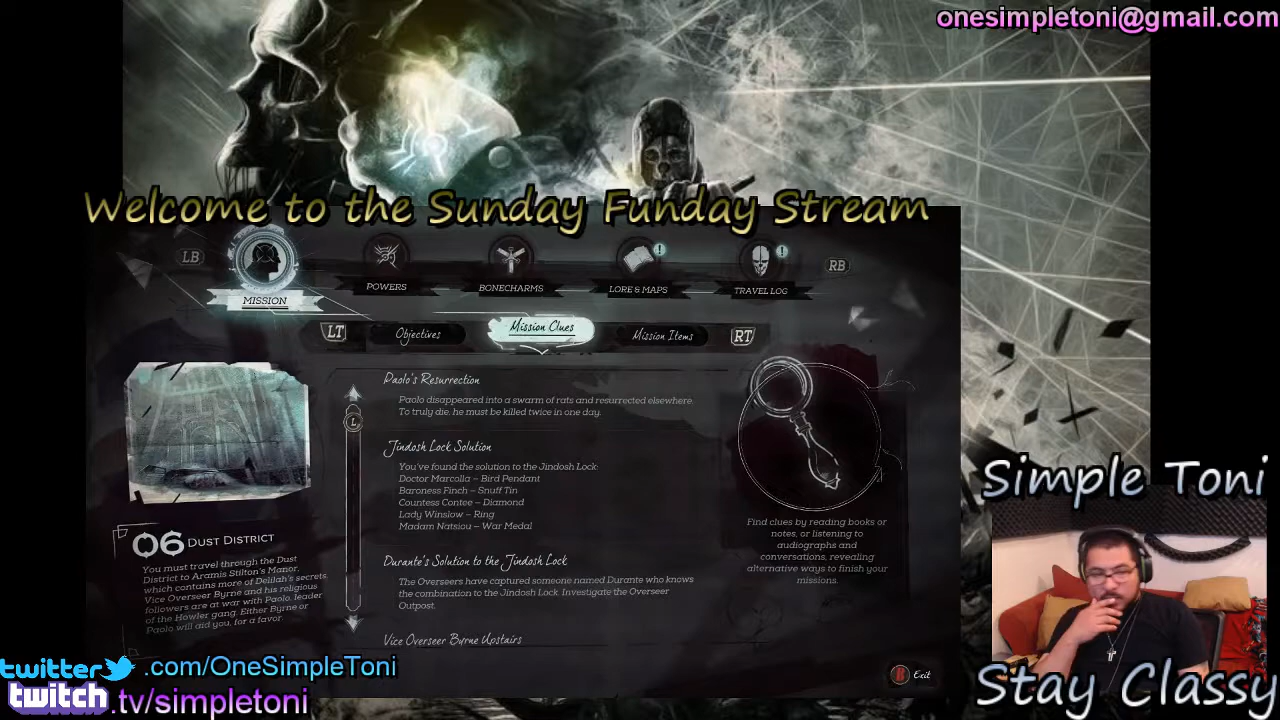 onesimpletoni@gmail.com
Welcome to the Sunday Funday Stream
LB
RB
MISSION
POWERS
BONECHARMS
LORE & MAPS
TRAVEL LOG
LT
Objectives
Mission Clues
Mission Items
RT
Paolo's Resurrection
Paolo disappeared into a swarm of rats and resurrected elsewhere.
To truly die, he must be killed twice in one day.
L
Jindosh Lock Solution
You've found the solution to the Jindosh Lock:
Doctor Marcolla – Bird Pendant
Baroness Finch – Snuff Tin
Countess Contee – Diamond
Lady Winslow – Ring
Madam Natsiou – War Medal
Durante's Solution to the Jindosh Lock
The Overseers have captured someone named Durante who knows
the combination to the Jindosh Lock. Investigate the Overseer
Outpost.
Vice Overseer Byrne Upstairs
06 DUST DISTRICT
You must travel through the Dust
District to Aramis Stilton's Manor,
which contains more of Delilah's secrets.
Vice Overseer Byrne and his religious
followers are at war with Paolo, leader
of the Howler gang. Either Byrne or
Paolo will aid you, for a favor.
Find clues by reading books or
notes, or listening to
audiographs and
conversations, revealing
alternative ways to finish your
missions.
B Exit
Simple Toni
Stay Classy
twitter .com/OneSimpleToni
twitch .tv/simpletoni